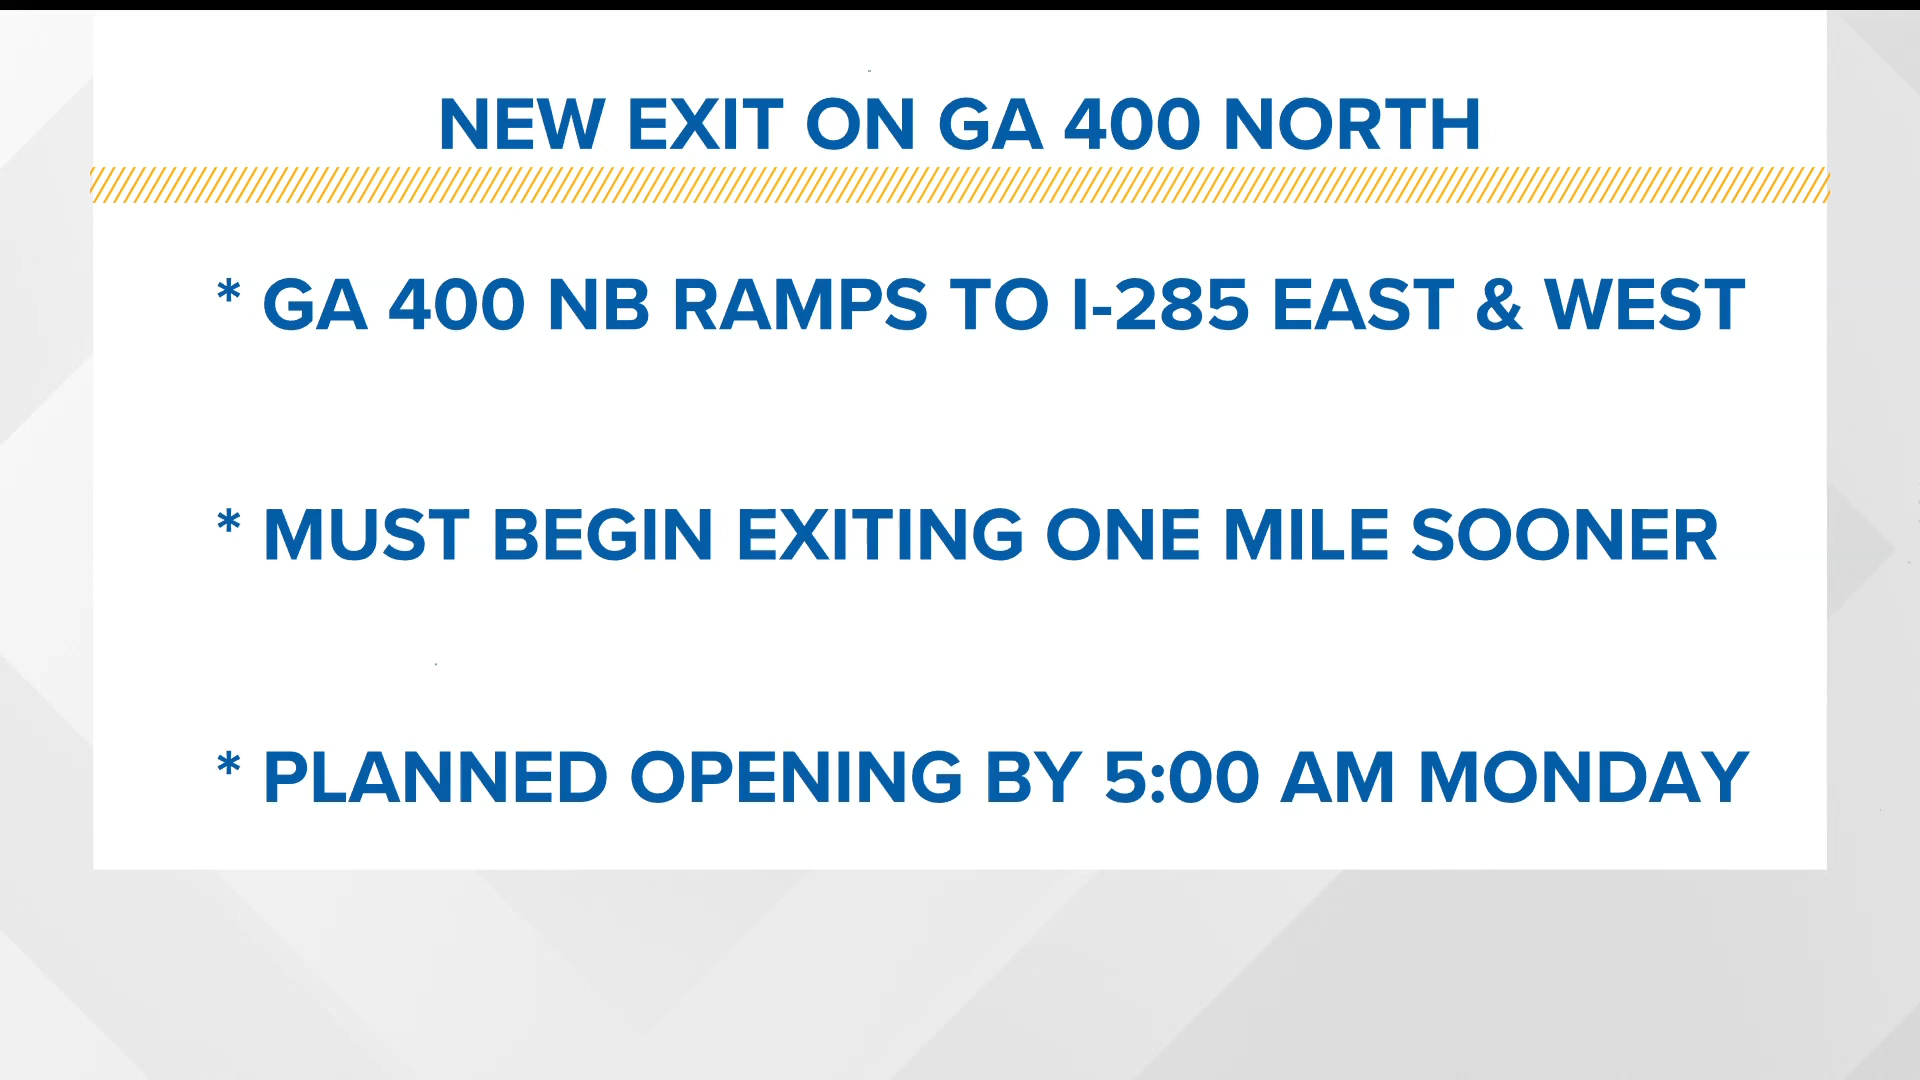 NEW EXIT ON GA 400 NORTH
* GA 400 NB RAMPS TO I-285 EAST & WEST
* MUST BEGIN EXITING ONE MILE SOONER
* PLANNED OPENING BY 5:00 AM MONDAY